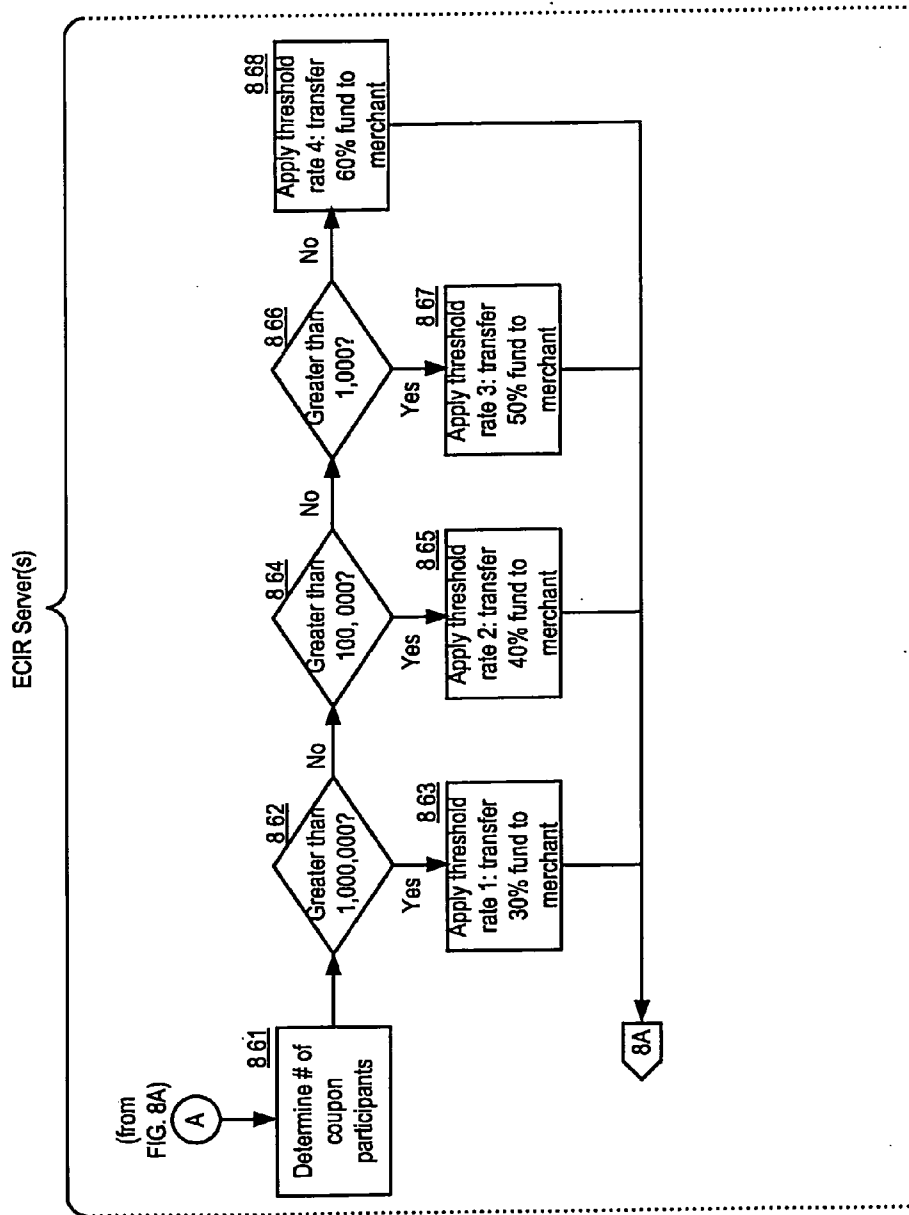 ECIR Server(s)
(from
FIG. 8A)
A
8 61
Determine # of
coupon
participants
8 62
Greater than
1,000,000?
No
Yes
8 63
Apply threshold
rate 1: transfer
30% fund to
merchant
8 64
Greater than
100, 000?
No
Yes
8 65
Apply threshold
rate 2: transfer
40% fund to
merchant
8 66
Greater than
1,000?
No
Yes
8 67
Apply threshold
rate 3: transfer
50% fund to
merchant
8 68
Apply threshold
rate 4: transfer
60% fund to
merchant
8A